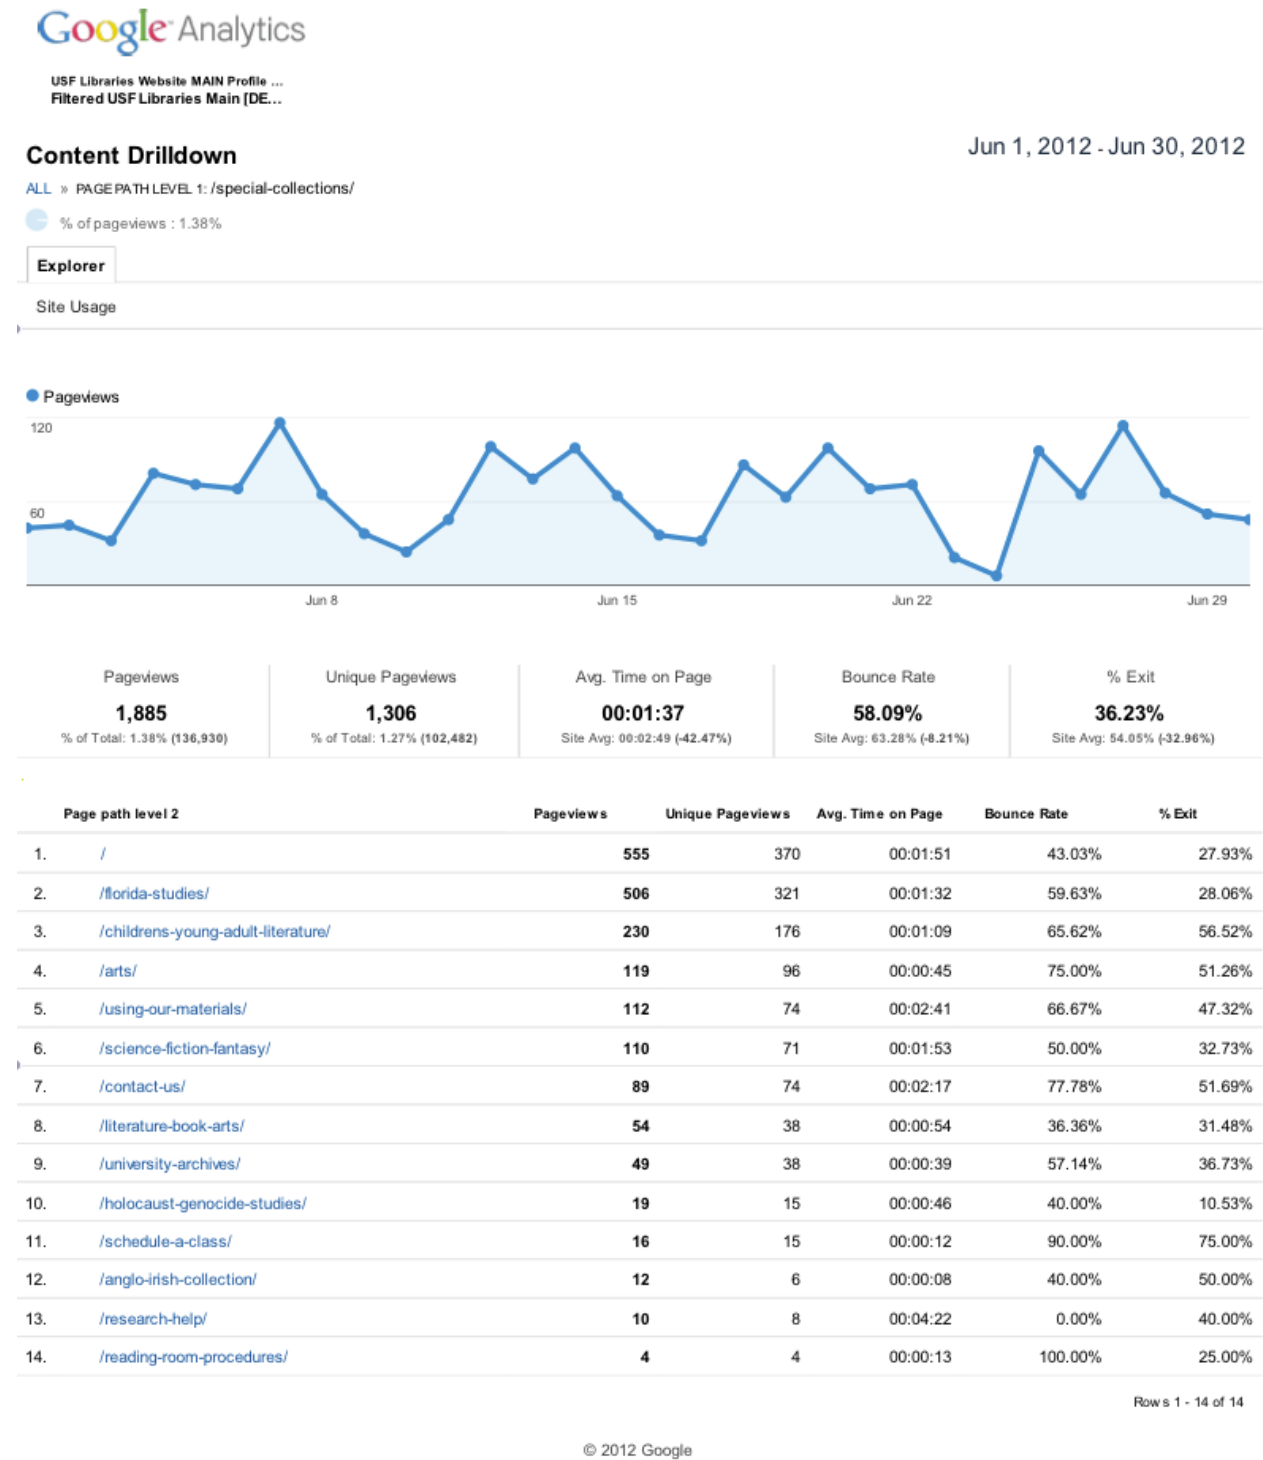 Google Analytics
USF Libraries Website MAIN Profile ...
Filtered USF Libraries Main [DE...
Content Drilldown
Jun 1, 2012 - Jun 30, 2012
ALL » PAGE PATH LEVEL 1: /special-collections/
% of pageviews : 1.38%
Explorer
Site Usage
Pageviews
120
60
Jun 8 Jun 15 Jun 22 Jun 29
Pageviews Unique Pageviews Avg. Time on Page Bounce Rate % Exit
1,885 1,306 00:01:37 58.09% 36.23%
% of Total: 1.38% (136,930) % of Total: 1.27% (102,482) Site Avg: 00:02:49 (-42.47%) Site Avg: 63.28% (-8.21%) Site Avg: 54.05% (-32.96%)
Page path level 2 Pageviews Unique Pageviews Avg. Time on Page Bounce Rate % Exit
1. / 555 370 00:01:51 43.03% 27.93%
2. /florida-studies/ 506 321 00:01:32 59.63% 28.06%
3. /childrens-young-adult-literature/ 230 176 00:01:09 65.62% 56.52%
4. /arts/ 119 96 00:00:45 75.00% 51.26%
5. /using-our-materials/ 112 74 00:02:41 66.67% 47.32%
6. /science-fiction-fantasy/ 110 71 00:01:53 50.00% 32.73%
7. /contact-us/ 89 74 00:02:17 77.78% 51.69%
8. /literature-book-arts/ 54 38 00:00:54 36.36% 31.48%
9. /university-archives/ 49 38 00:00:39 57.14% 36.73%
10. /holocaust-genocide-studies/ 19 15 00:00:46 40.00% 10.53%
11. /schedule-a-class/ 16 15 00:00:12 90.00% 75.00%
12. /anglo-irish-collection/ 12 6 00:00:08 40.00% 50.00%
13. /research-help/ 10 8 00:04:22 0.00% 40.00%
14. /reading-room-procedures/ 4 4 00:00:13 100.00% 25.00%
Rows 1 - 14 of 14
© 2012 Google